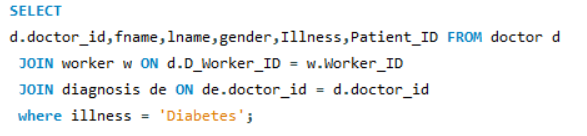 SELECT
d.doctor_id,fname,lname,gender,Illness,Patient_ID FROM doctor d
JOIN worker w ON d.D_Worker_ID = w.Worker_ID
JOIN diagnosis de ON de.doctor_id = d.doctor_id
where illness = 'Diabetes';